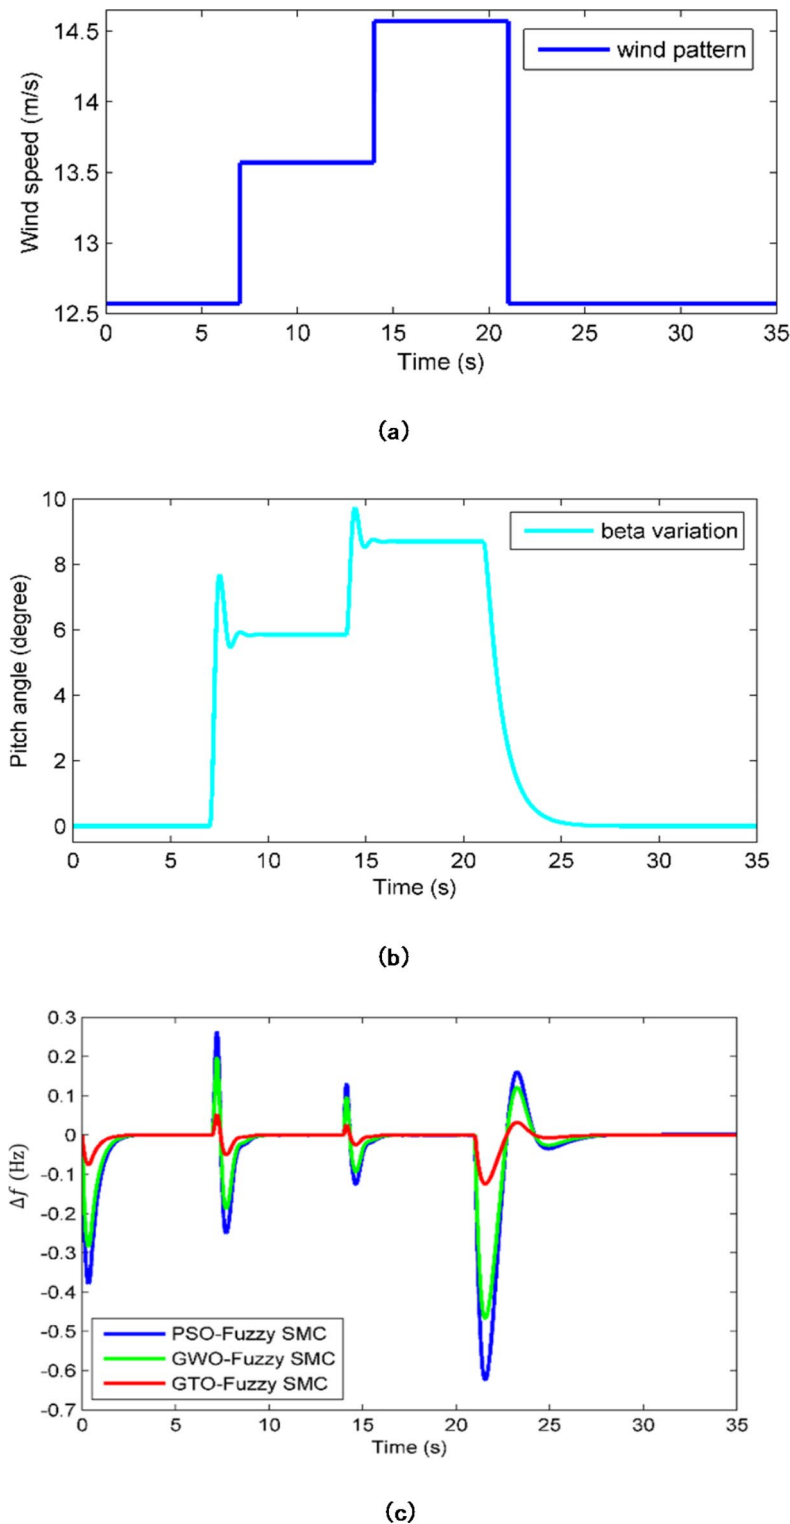 14.5
14
13.5
13
12.5
Wind speed (m/s)
wind pattern
0 5 10 15 20 25 30 35
Time (s)
(a)
10
8
6
4
2
0
Pitch angle (degree)
beta variation
0 5 10 15 20 25 30 35
Time (s)
(b)
0.3
0.2
0.1
0
-0.1
-0.2
-0.3
-0.4
-0.5
-0.6
-0.7
Δf (Hz)
PSO-Fuzzy SMC
GWO-Fuzzy SMC
GTO-Fuzzy SMC
0 5 10 15 20 25 30 35
Time (s)
(c)